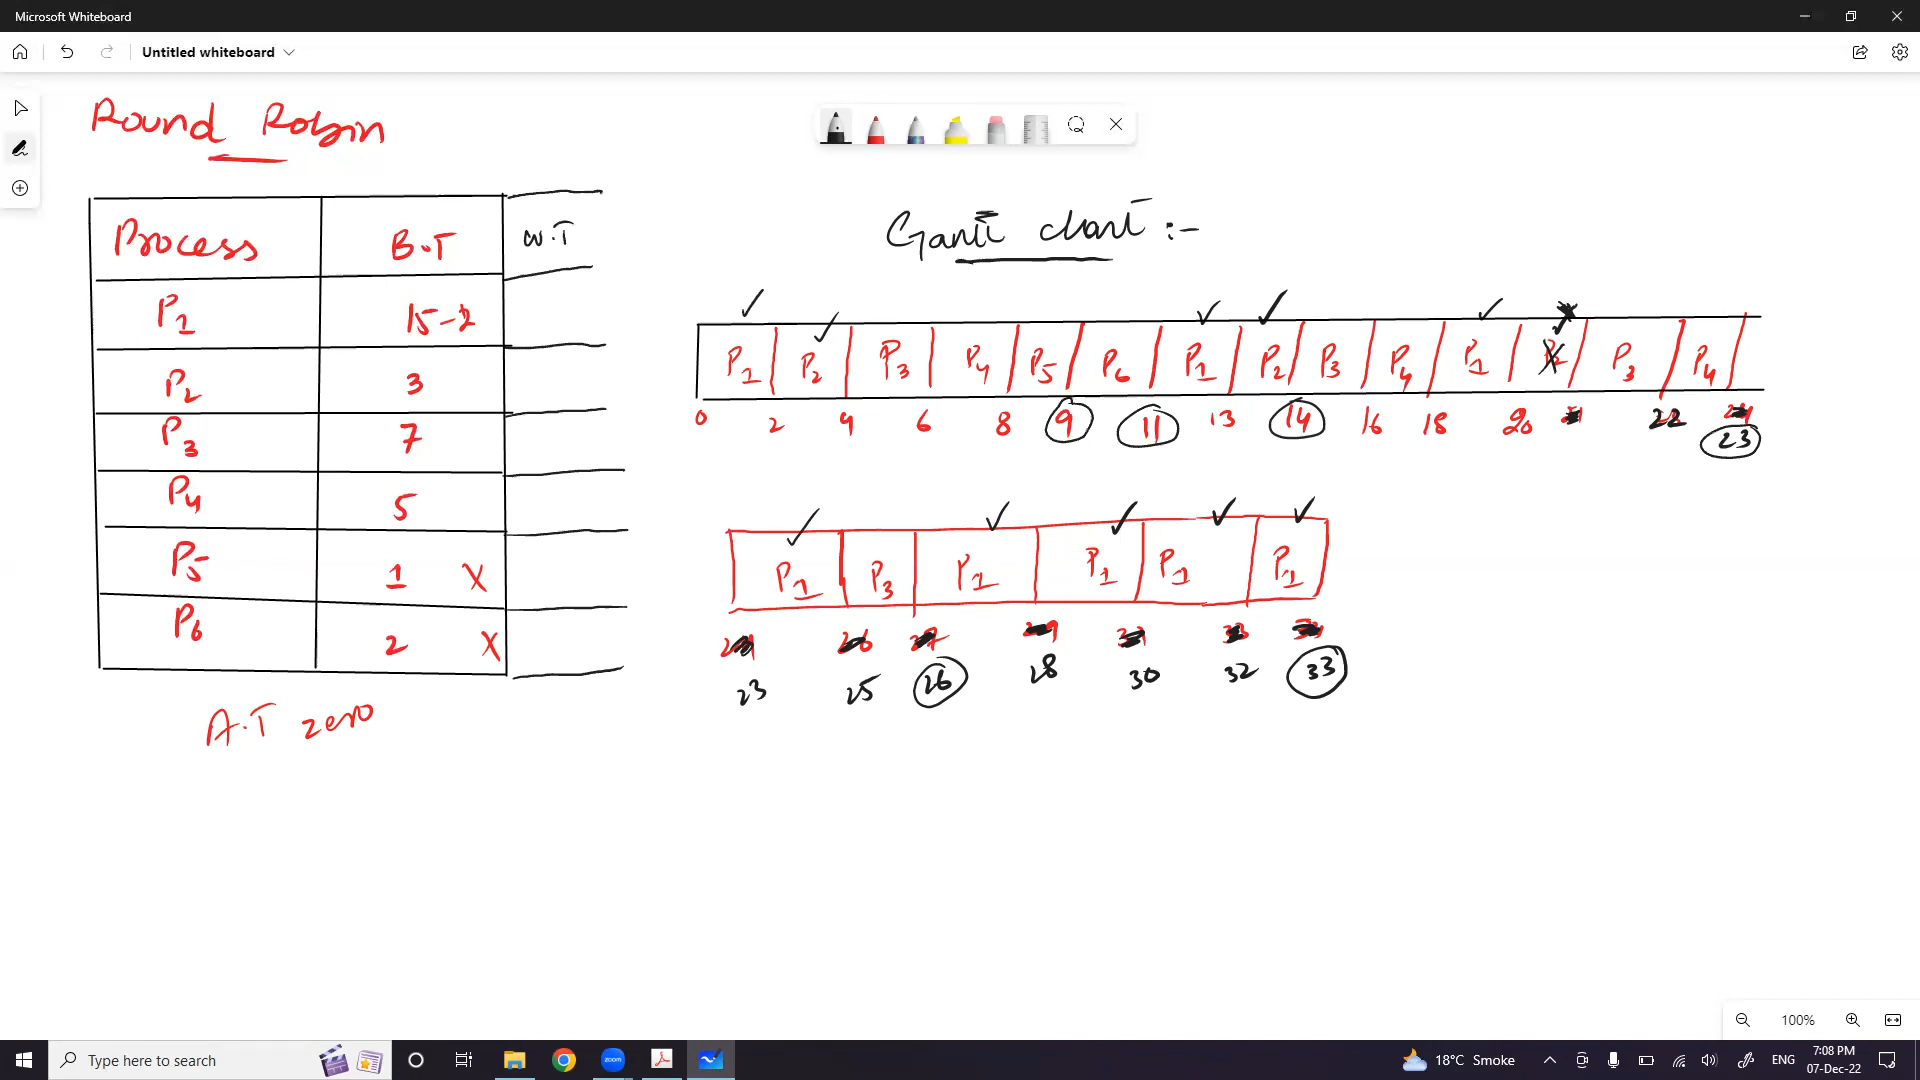 Microsoft Whiteboard
Untitled whiteboard
Round Robin
Process B.T W.T
P1 15-2
P2 3
P3 7
P4 5
P5 1 X
P6 2 X
A.T zero
Gantt chart :-
P1 P2 P3 P4 P5 P6 P1 P2 P3 P4 P1 P3 P4
0 2 4 6 8 9 11 13 14 16 18 20 22
23
P1 P3 P1 P1 P1 P1
23 25 26 28 30 32 33
100%
Type here to search
zoom
18°C Smoke
ENG
7:08 PM
07-Dec-22